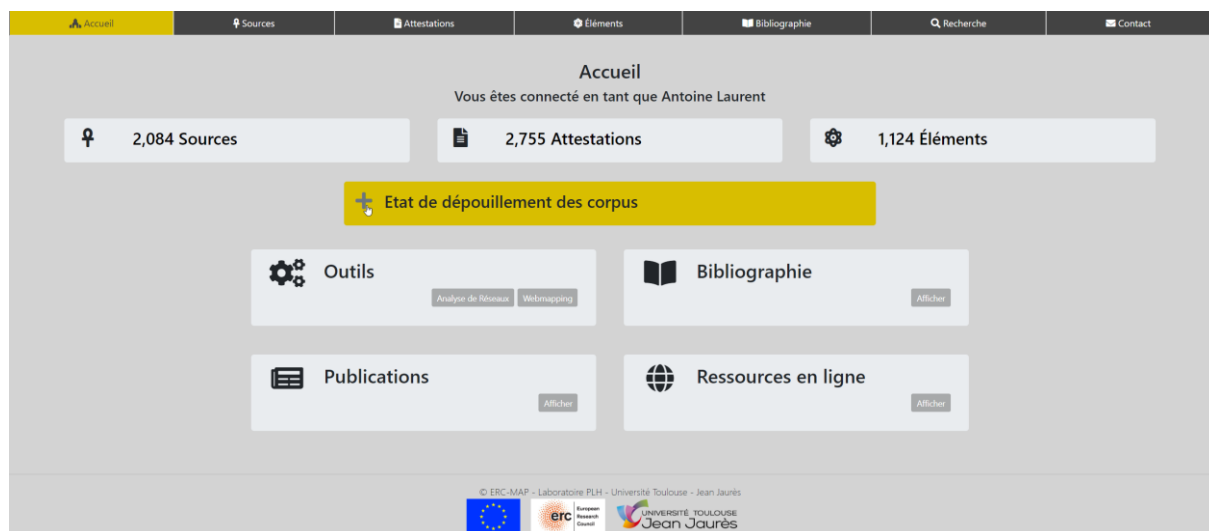 Accueil
Sources
Attestations
Éléments
Bibliographie
Recherche
Contact
Accueil
Vous êtes connecté en tant que Antoine Laurent
2,084 Sources
2,755 Attestations
1,124 Éléments
Etat de dépouillement des corpus
Outils
Analyse de Réseaux
Webmapping
Bibliographie
Afficher
Publications
Afficher
Ressources en ligne
Afficher
© ERC-MAP - Laboratoire PLH - Université Toulouse - Jean Jaurès
erc
European
Research
Council
UNIVERSITÉ TOULOUSE
Jean Jaurès